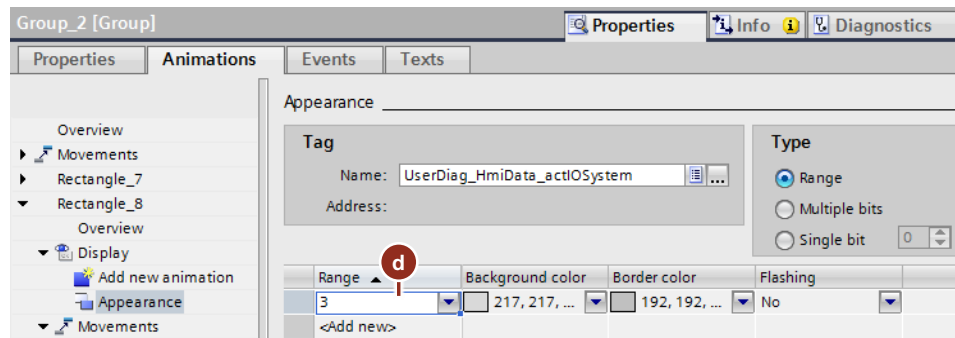 Group_2 [Group]
Properties Info Diagnostics
Properties Animations Events Texts
Appearance
Overview
Movements
Rectangle_7
Rectangle_8
Overview
Display
Add new animation
Appearance
Movements
Tag
Name: UserDiag_HmiData_actIOSystem ...
Address:
Type
Range
Multiple bits
Single bit 0
d
Range Background color Border color Flashing
3 217, 217, ... 192, 192, ... No
<Add new>